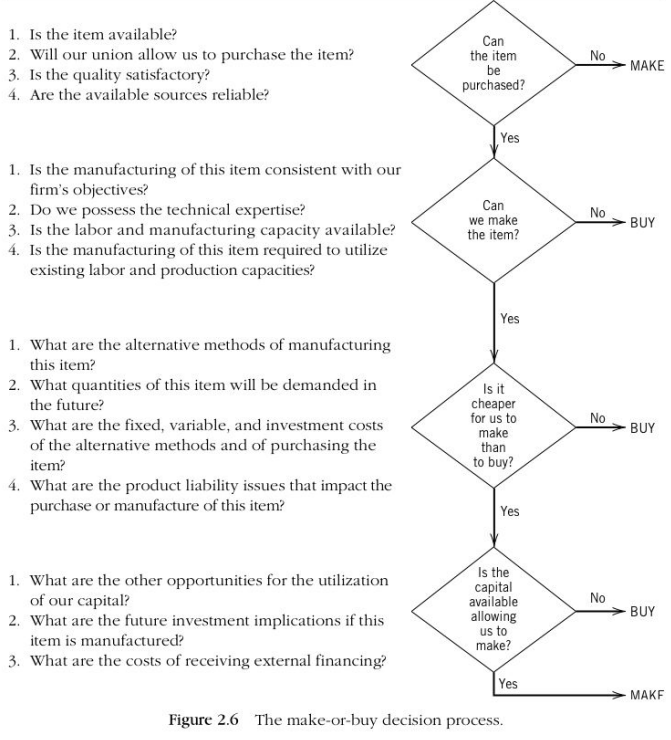 1. Is the item available?
2. Will our union allow us to purchase the item?
3. Is the quality satisfactory?
4. Are the available sources reliable?
Can
the item
be
purchased?
No
MAKE
Yes
1. Is the manufacturing of this item consistent with our
firm's objectives?
2. Do we possess the technical expertise?
3. Is the labor and manufacturing capacity available?
4. Is the manufacturing of this item required to utilize
existing labor and production capacities?
Can
we make
the item?
No
BUY
Yes
1. What are the alternative methods of manufacturing
this item?
2. What quantities of this item will be demanded in
the future?
3. What are the fixed, variable, and investment costs
of the alternative methods and of purchasing the
item?
4. What are the product liability issues that impact the
purchase or manufacture of this item?
Is it
cheaper
for us to
make
than
to buy?
No
BUY
Yes
1. What are the other opportunities for the utilization
of our capital?
2. What are the future investment implications if this
item is manufactured?
3. What are the costs of receiving external financing?
Is the
capital
available
allowing
us to
make?
No
BUY
Yes
MAKE
Figure 2.6 The make-or-buy decision process.